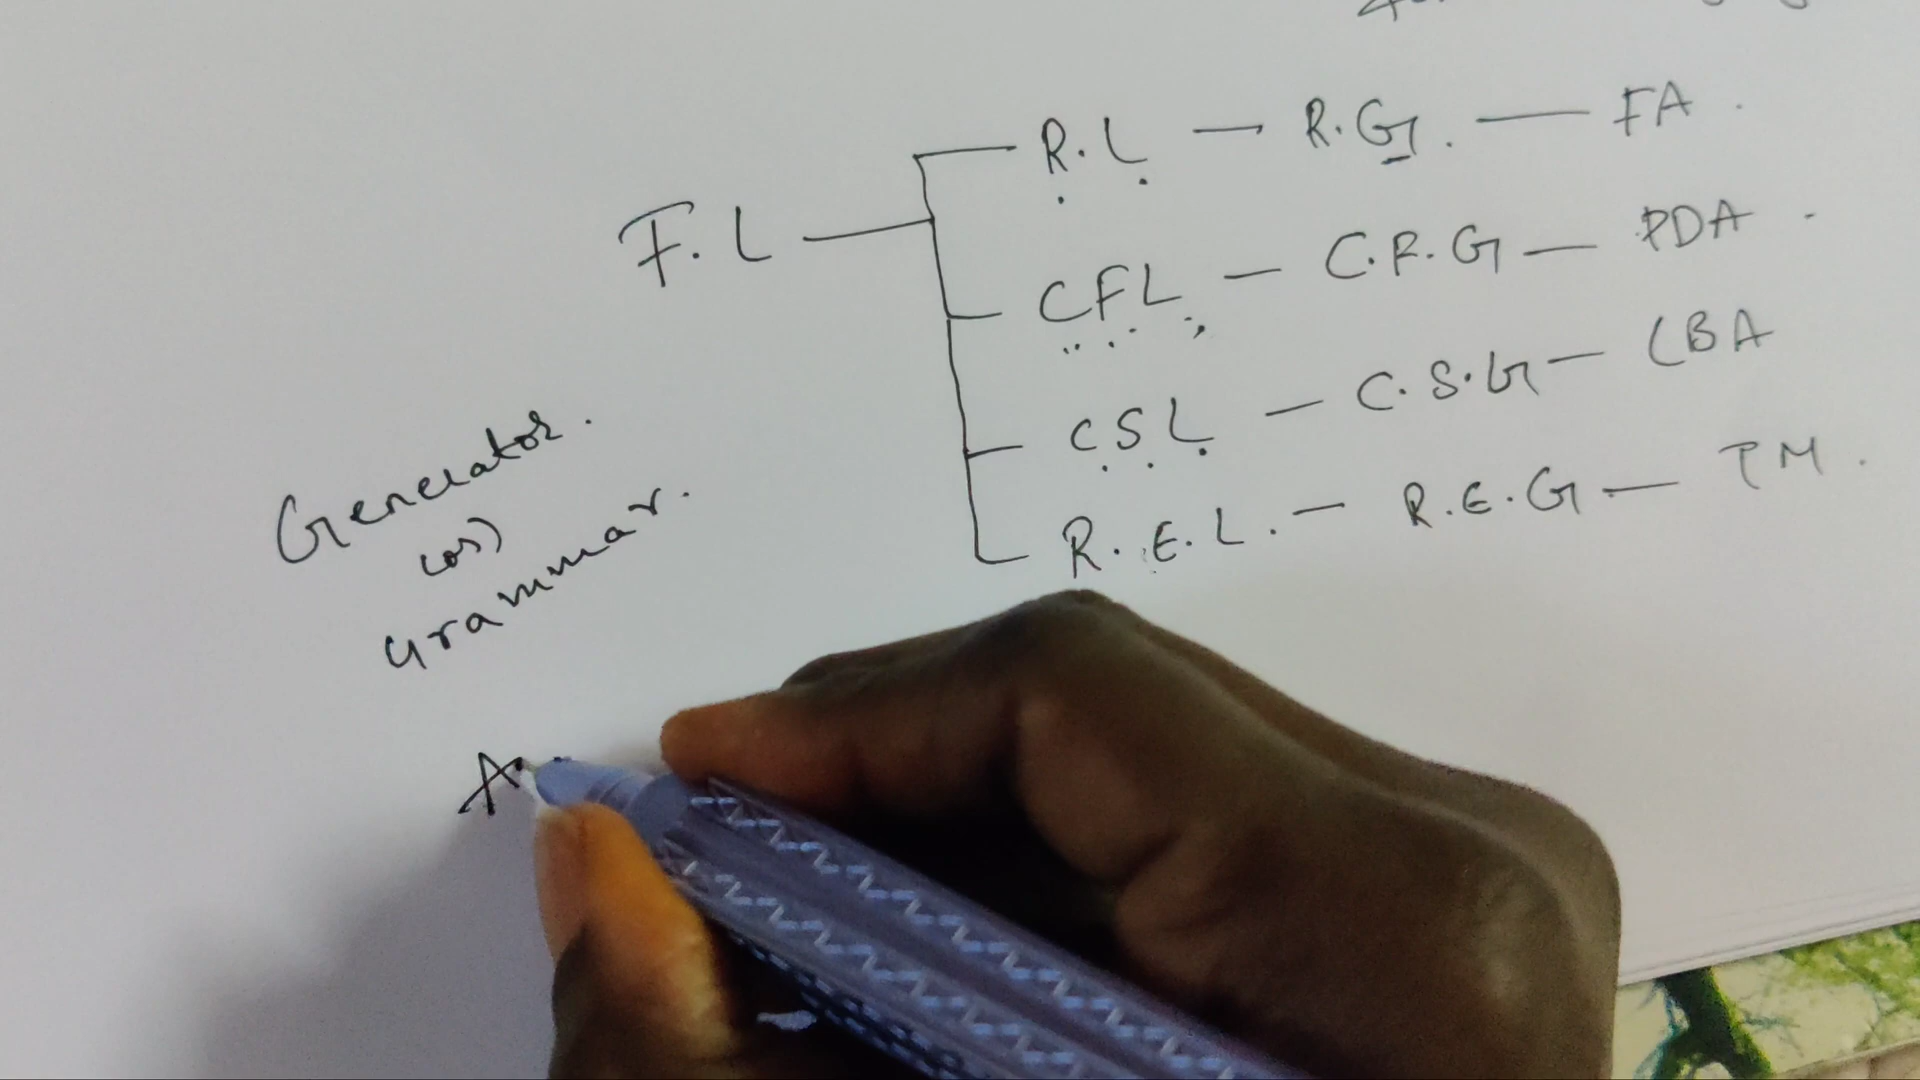 F.L
R.L — R.G. — FA.
CFL — C.F.G — PDA.
CSL — C.S.G — LBA
R.E.L. — R.E.G — TM.
Generator.
(or)
Grammar.
A